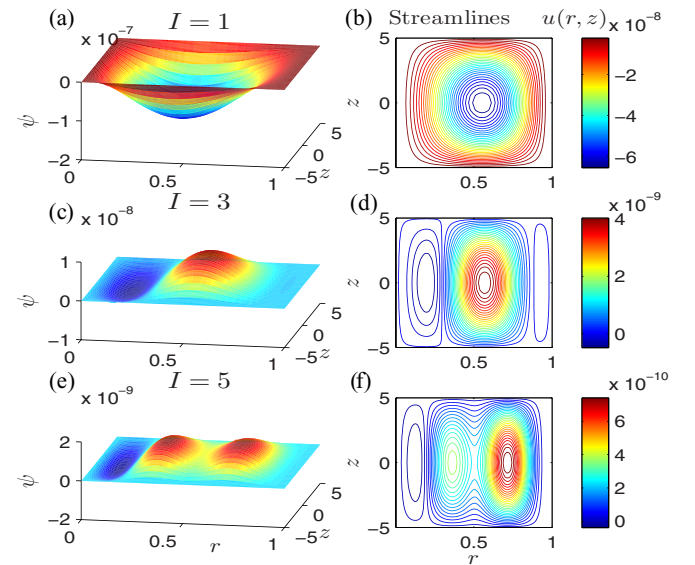 (a) x 10⁻⁷ I = 1
0
−1
−2
ψ
0 0.5 1
−5 0 5
z
(b) Streamlines u(r, z)
x 10⁻⁸
5
0
−5
z
0.5 1
−2
−4
−6
(c) x 10⁻⁸ I = 3
1
0
−1
ψ
0 0.5 1
−5 0 5
z
(d)
x 10⁻⁹
5
0
−5
z
0.5 1
4
2
0
(e) x 10⁻⁹ I = 5
2
0
−2
ψ
0 0.5 1
r
−5 0 5
z
(f)
x 10⁻¹⁰
5
0
−5
z
0.5 1
r
6
4
2
0